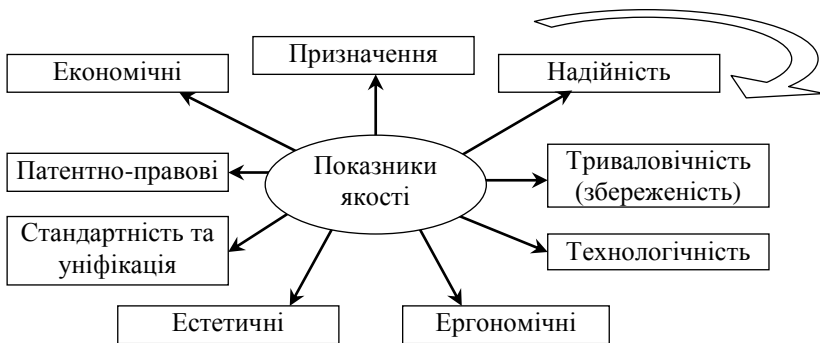 Призначення
Економічні
Надійність
Показники
якості
Патентно-правові
Триваловічність
(збереженість)
Стандартність та
уніфікація
Технологічність
Естетичні
Ергономічні